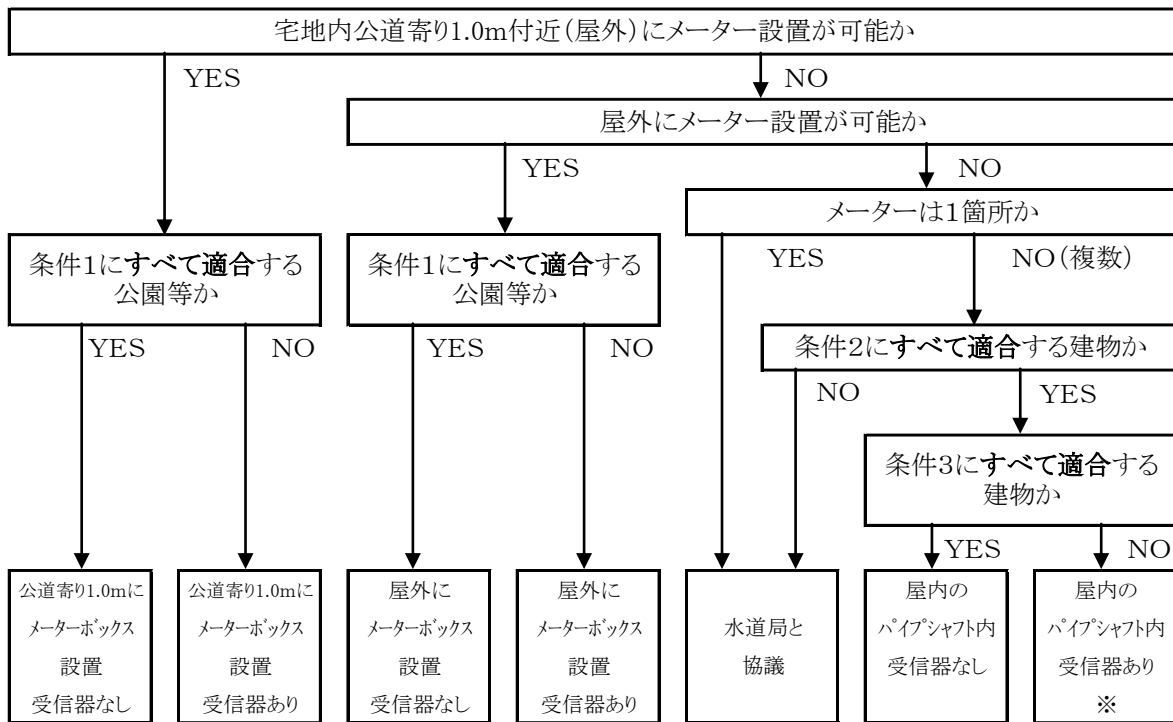 宅地内公道寄り1.0m付近(屋外)にメーター設置が可能か
YES
NO
屋外にメーター設置が可能か
YES
NO
メーターは1箇所か
条件1にすべて適合する
公園等か
条件1にすべて適合する
公園等か
YES
NO(複数)
YES
NO
YES
NO
条件2にすべて適合する建物か
NO
YES
条件3にすべて適合する
建物か
YES
NO
公道寄り1.0mに
メーターボックス
設置
受信器なし
公道寄り1.0mに
メーターボックス
設置
受信器あり
屋外に
メーターボックス
設置
受信器なし
屋外に
メーターボックス
設置
受信器あり
水道局と
協議
屋内の
パイプシャフト内
受信器なし
屋内の
パイプシャフト内
受信器あり
※